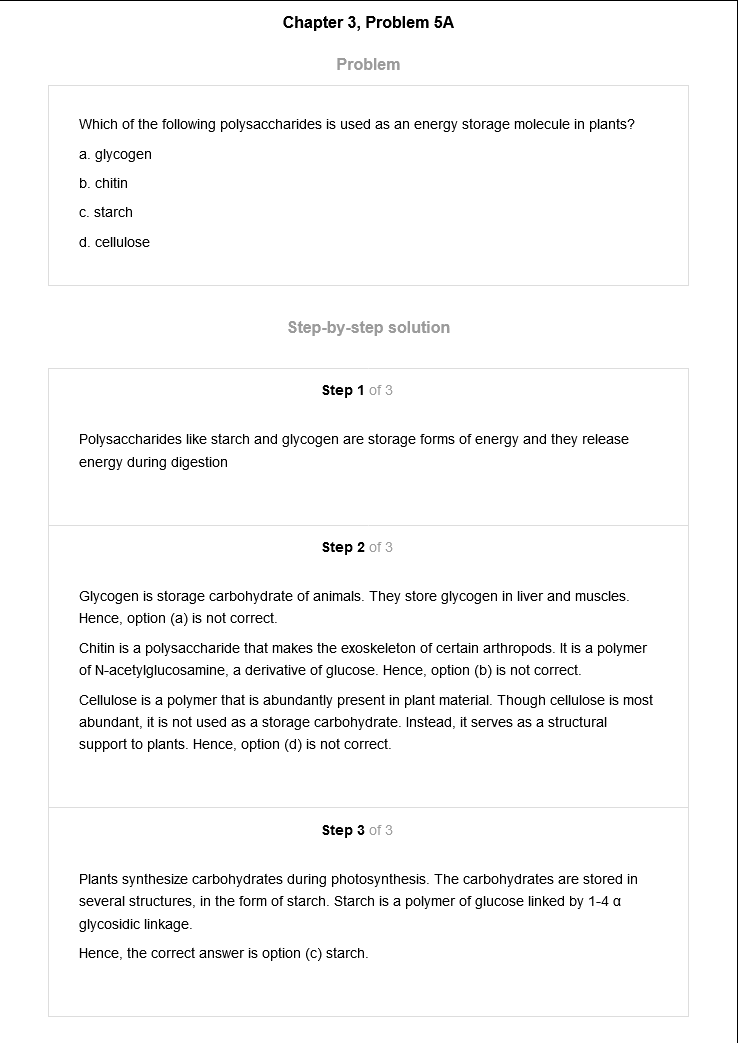 Chapter 3, Problem 5A
Problem
Which of the following polysaccharides is used as an energy storage molecule in plants?
a. glycogen
b. chitin
c. starch
d. cellulose
Step-by-step solution
Step 1 of 3
Polysaccharides like starch and glycogen are storage forms of energy and they release
energy during digestion
Step 2 of 3
Glycogen is storage carbohydrate of animals. They store glycogen in liver and muscles.
Hence, option (a) is not correct.
Chitin is a polysaccharide that makes the exoskeleton of certain arthropods. It is a polymer
of N-acetylglucosamine, a derivative of glucose. Hence, option (b) is not correct.
Cellulose is a polymer that is abundantly present in plant material. Though cellulose is most
abundant, it is not used as a storage carbohydrate. Instead, it serves as a structural
support to plants. Hence, option (d) is not correct.
Step 3 of 3
Plants synthesize carbohydrates during photosynthesis. The carbohydrates are stored in
several structures, in the form of starch. Starch is a polymer of glucose linked by 1-4 α
glycosidic linkage.
Hence, the correct answer is option (c) starch.